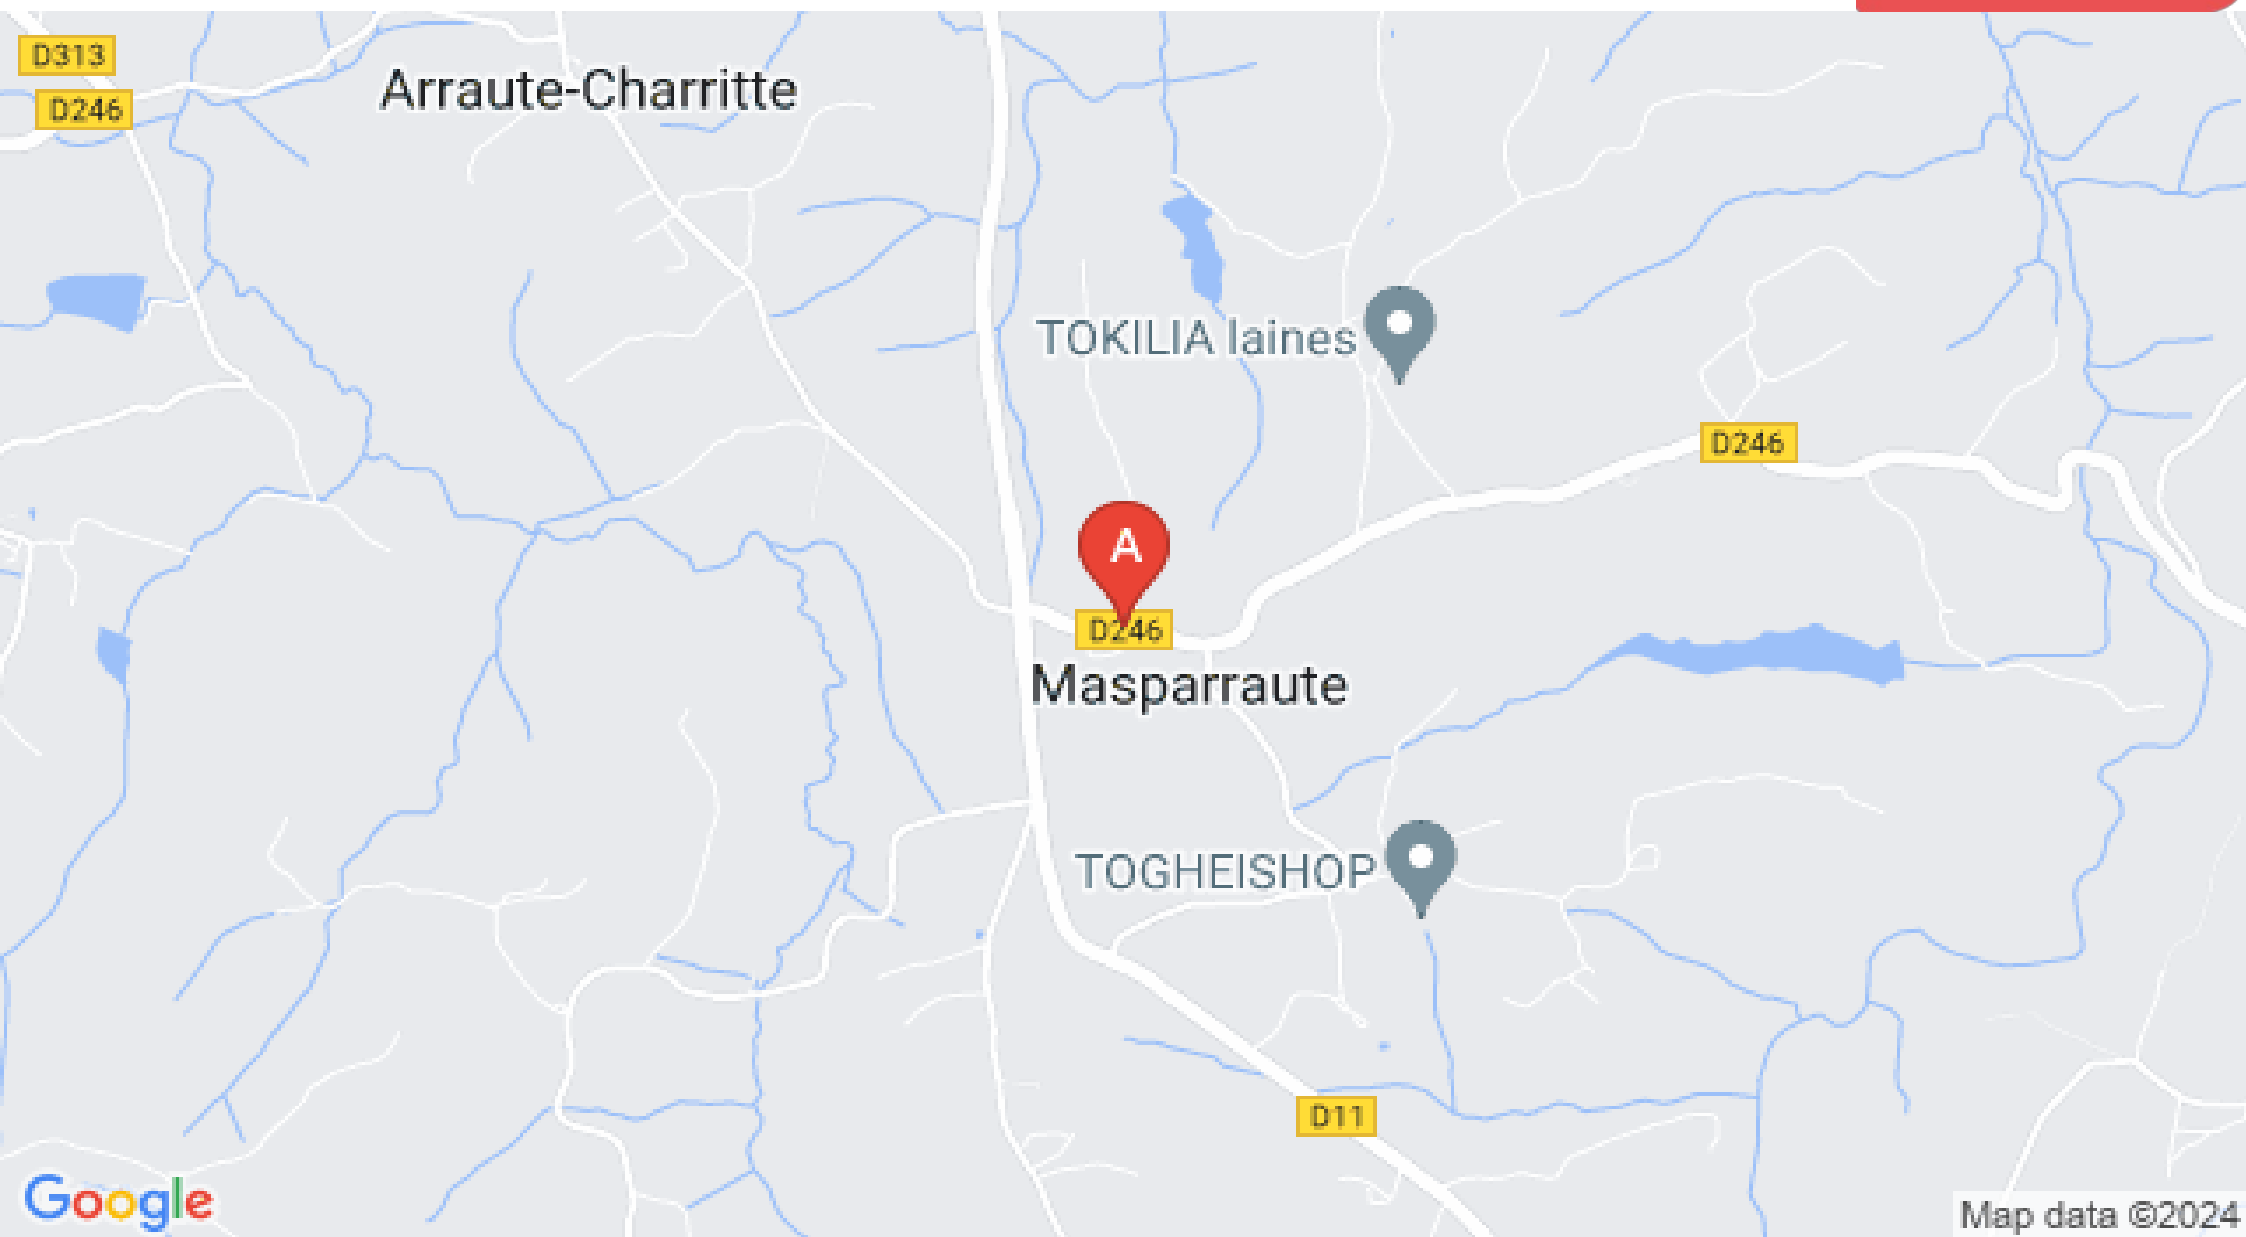 D313
D246
Arraute-Charritte
TOKILIA laines
D246
A
D246
Masparraute
TOGHEISHOP
D11
Google
Map data ©2024